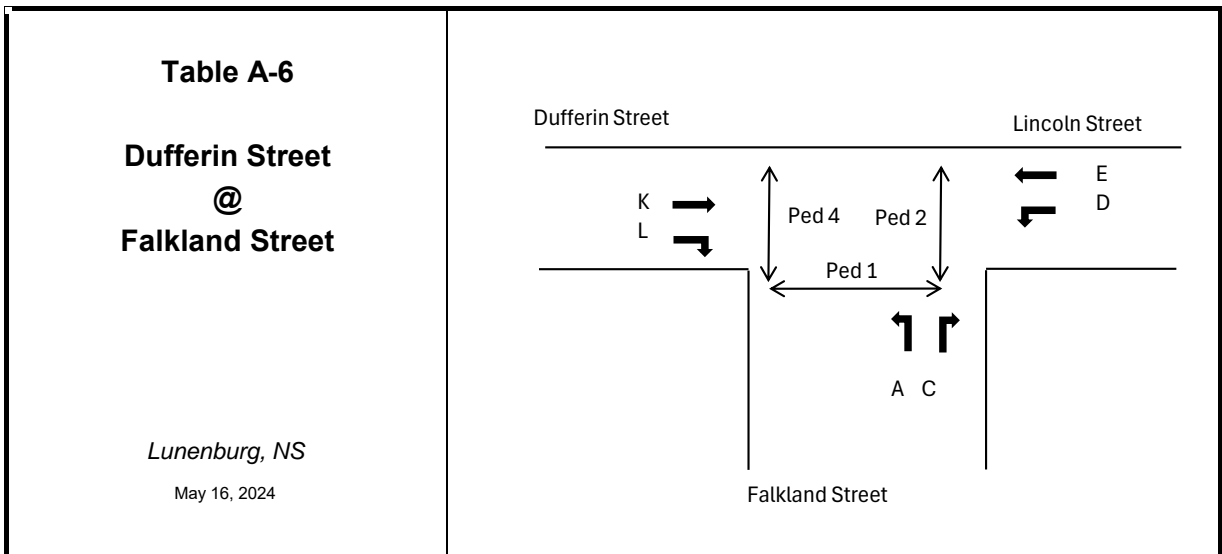 Table A-6
Dufferin Street
@
Falkland Street
Lunenburg, NS
May 16, 2024
Dufferin Street
Lincoln Street
K
L
Ped 4
Ped 2
E
D
Ped 1
A C
Falkland Street